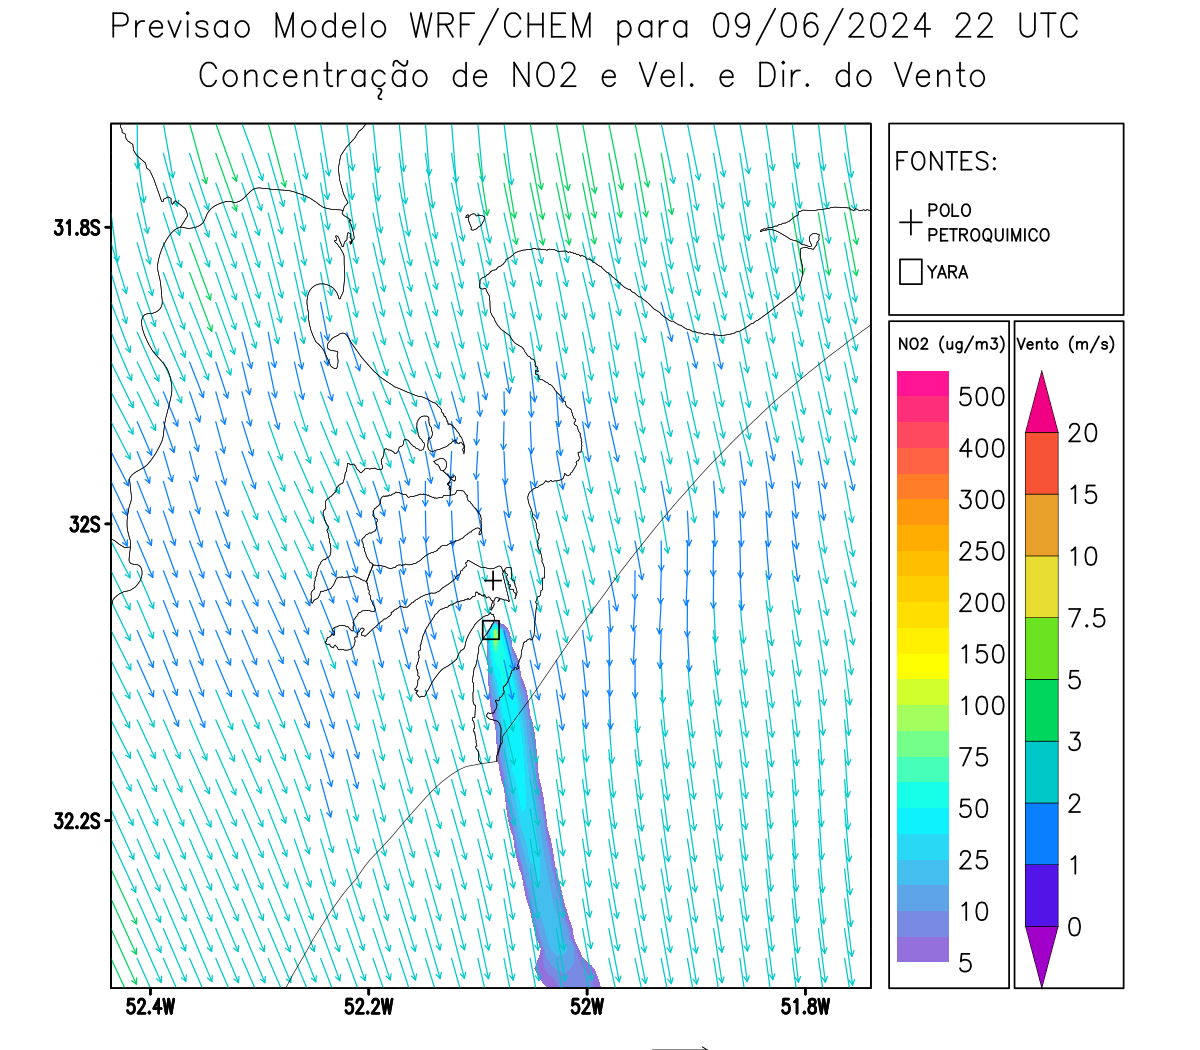 Previsao Modelo WRF/CHEM para 09/06/2024 22 UTC
Concentração de NO2 e Vel. e Dir. do Vento
FONTES:
POLO
PETROQUIMICO
YARA
NO2 (ug/m3)
500
400
300
250
200
150
100
75
50
25
10
5
Vento (m/s)
20
15
10
7.5
5
3
2
1
0
31.8S
32S
32.2S
52.4W
52.2W
52W
51.8W